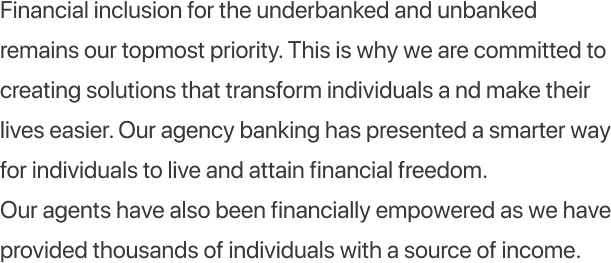 Financial inclusion for the underbanked and unbanked
remains our topmost priority. This is why we are committed to
creating solutions that transform individuals a nd make their
lives easier. Our agency banking has presented a smarter way
for individuals to live and attain financial freedom.
Our agents have also been financially empowered as we have
provided thousands of individuals with a source of income.